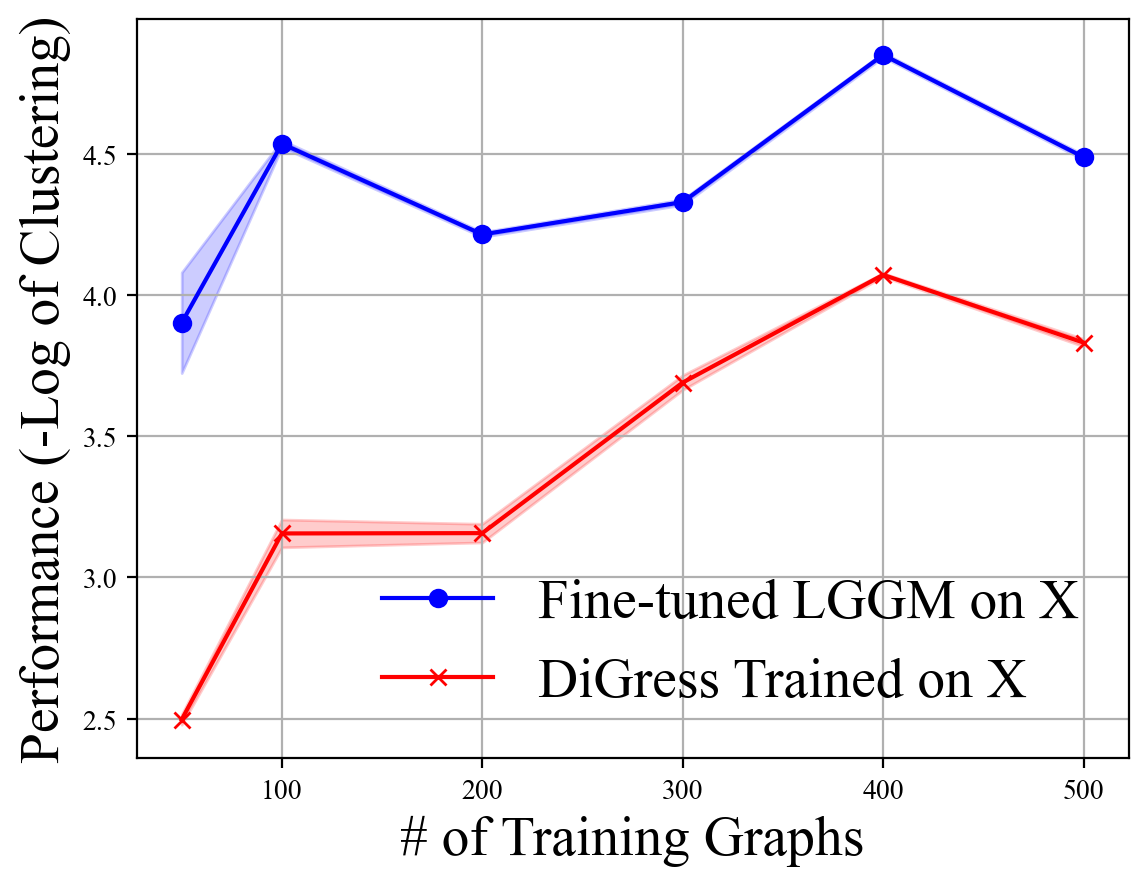 Performance (-Log of Clustering)
4.5
4.0
3.5
3.0
2.5
Fine-tuned LGGM on X
DiGress Trained on X
100 200 300 400 500
# of Training Graphs